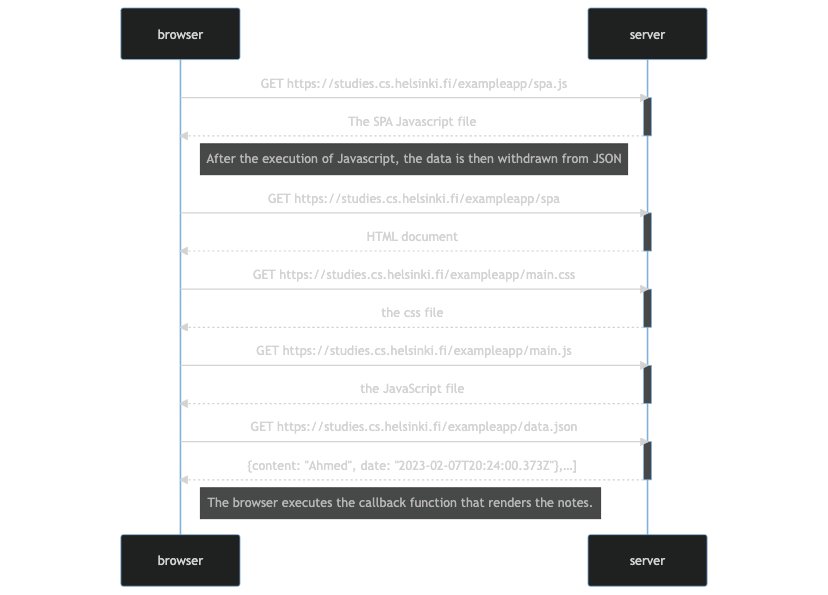 browser
server
GET https://studies.cs.helsinki.fi/exampleapp/spa.js
The SPA Javascript file
After the execution of Javascript, the data is then withdrawn from JSON
GET https://studies.cs.helsinki.fi/exampleapp/spa
HTML document
GET https://studies.cs.helsinki.fi/exampleapp/main.css
the css file
GET https://studies.cs.helsinki.fi/exampleapp/main.js
the JavaScript file
GET https://studies.cs.helsinki.fi/exampleapp/data.json
{content: "Ahmed", date: "2023-02-07T20:24:00.373Z"},…]
The browser executes the callback function that renders the notes.
browser
server